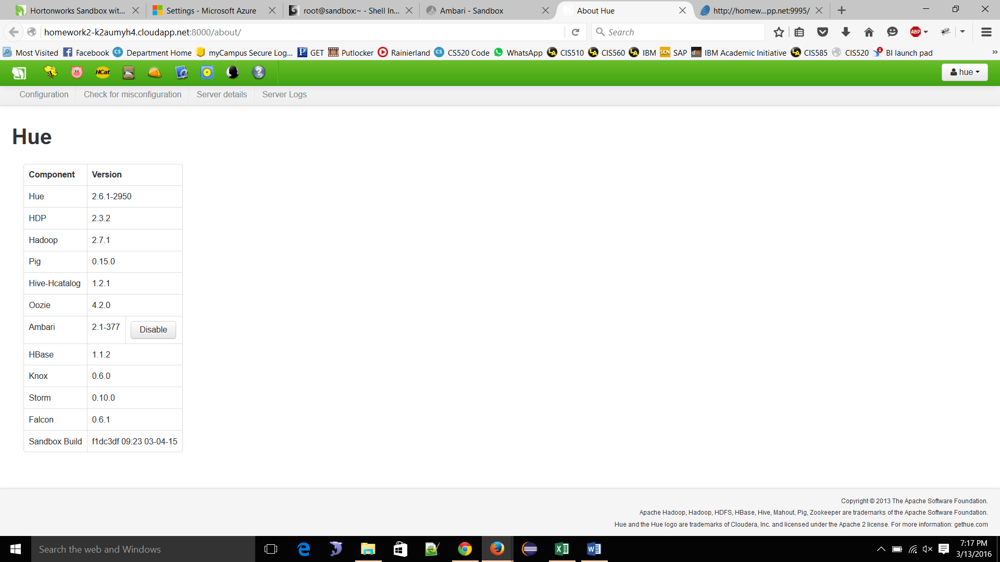 Hortonworks Sandbox wit... Settings - Microsoft Azure root@sandbox:~ - Shell In... Ambari - Sandbox About Hue http://homew...pp.net:9995/
homework2-k2aumyh4.cloudapp.net:8000/about/ Search ABP
Most Visited Facebook CS Department Home myCampus Secure Log... P GET Putlocker Rainierland CS CS520 Code WhatsApp LA CIS510 LA CIS560 LA IBM SCN SAP dW IBM Academic Initiative LA CIS585 CIS520 BI launch pad »
HCat ? hue
Configuration Check for misconfiguration Server details Server Logs
Hue
Component Version
Hue 2.6.1-2950
HDP 2.3.2
Hadoop 2.7.1
Pig 0.15.0
Hive-Hcatalog 1.2.1
Oozie 4.2.0
Ambari 2.1-377 Disable
HBase 1.1.2
Knox 0.6.0
Storm 0.10.0
Falcon 0.6.1
Sandbox Build f1dc3df 09:23 03-04-15
Copyright © 2013 The Apache Software Foundation.
Apache Hadoop, Hadoop, HDFS, HBase, Hive, Mahout, Pig, Zookeeper are trademarks of the Apache Software Foundation.
Hue and the Hue logo are trademarks of Cloudera, Inc. and licensed under the Apache 2 license. For more information: gethue.com
Search the web and Windows
7:17 PM
3/13/2016